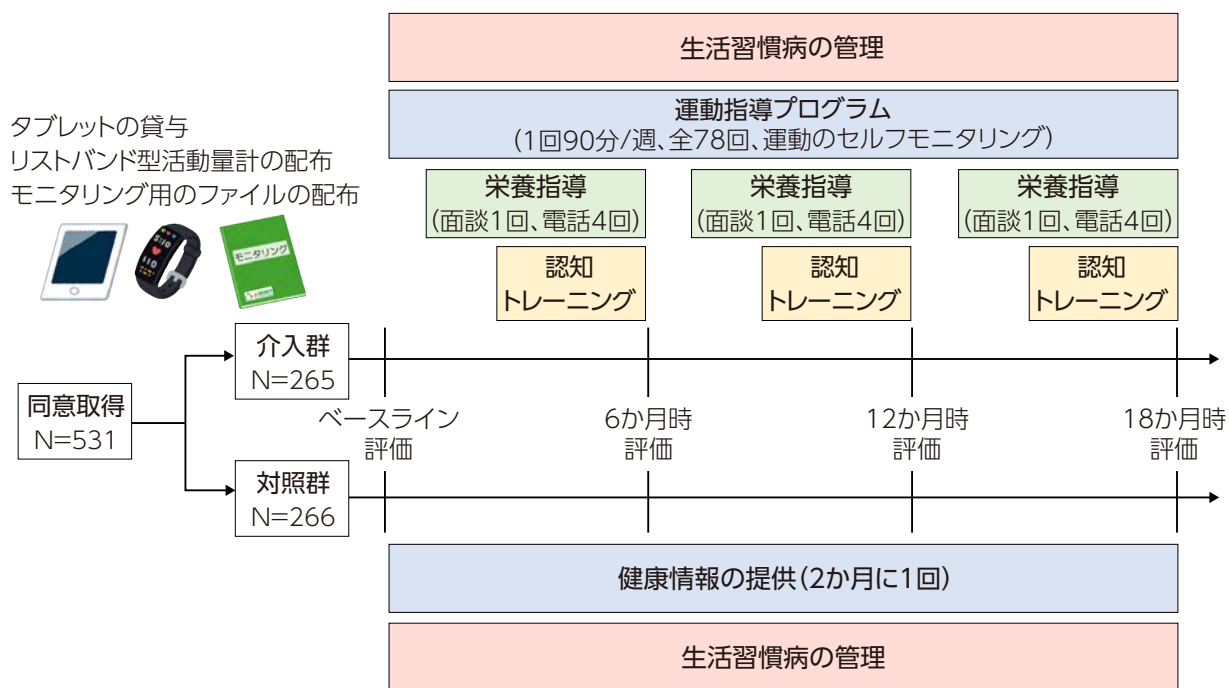 生活習慣病の管理
運動指導プログラム
(1回90分/週、全78回、運動のセルフモニタリング)
タブレットの貸与
リストバンド型活動量計の配布
モニタリング用のファイルの配布
栄養指導
(面談1回、電話4回)
栄養指導
(面談1回、電話4回)
栄養指導
(面談1回、電話4回)
モニタリング
認知
トレーニング
認知
トレーニング
認知
トレーニング
介入群
N=265
同意取得
N=531
ベースライン
評価
6か月時
評価
12か月時
評価
18か月時
評価
対照群
N=266
健康情報の提供(2か月に1回)
生活習慣病の管理